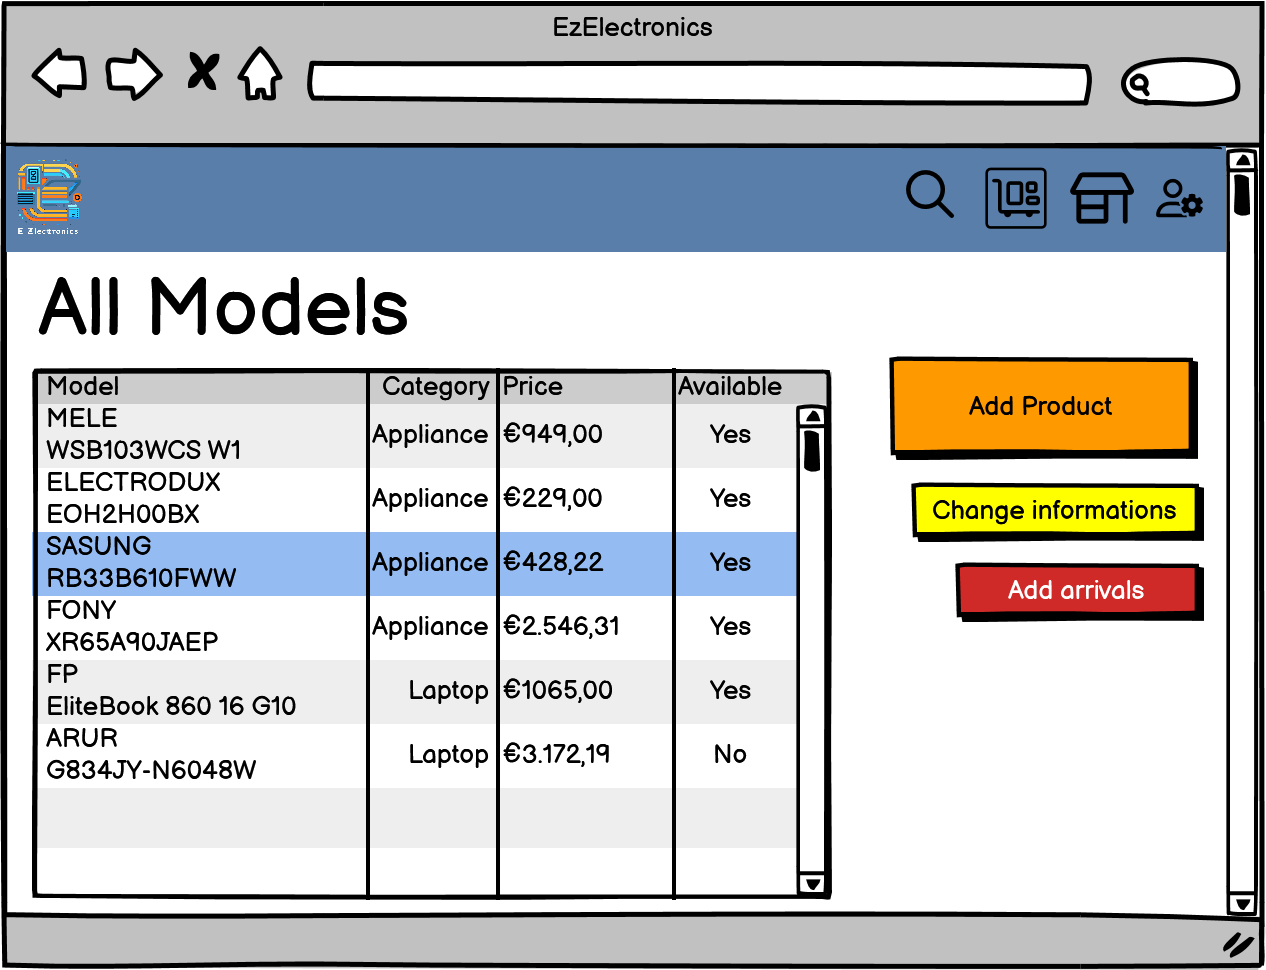 EzElectronics
E Zlectronics
All Models
Model Category Price Available
MELE
WSB103WCS W1 Appliance €949,00 Yes
ELECTRODUX
EOH2H00BX Appliance €229,00 Yes
SASUNG
RB33B610FWW Appliance €428,22 Yes
FONY
XR65A90JAEP Appliance €2.546,31 Yes
FP
EliteBook 860 16 G10 Laptop €1065,00 Yes
ARUR
G834JY-N6048W Laptop €3.172,19 No
Add Product
Change informations
Add arrivals